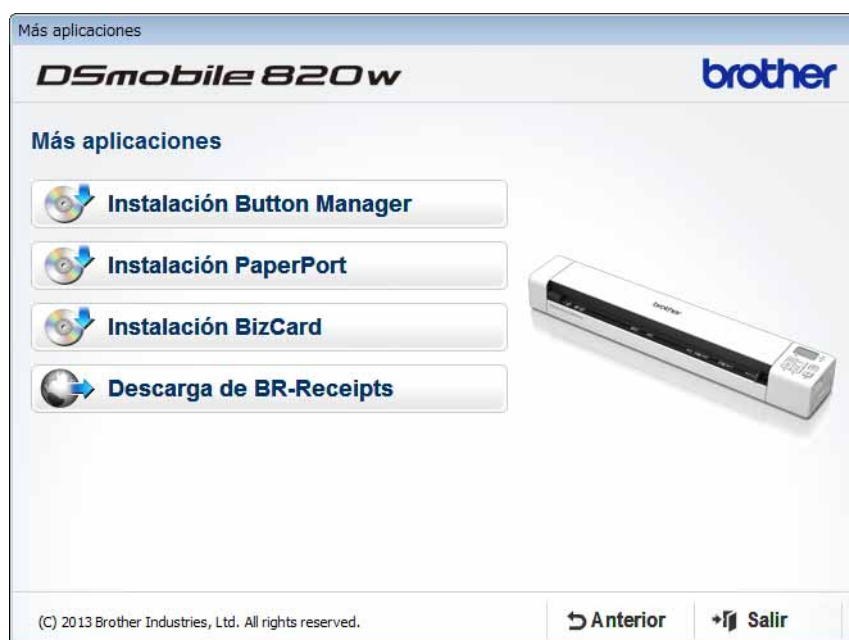 Más aplicaciones
DSmobile 820w
brother
Más aplicaciones
Instalación Button Manager
Instalación PaperPort
Instalación BizCard
Descarga de BR-Receipts
brother
(C) 2013 Brother Industries, Ltd. All rights reserved.
Anterior
Salir